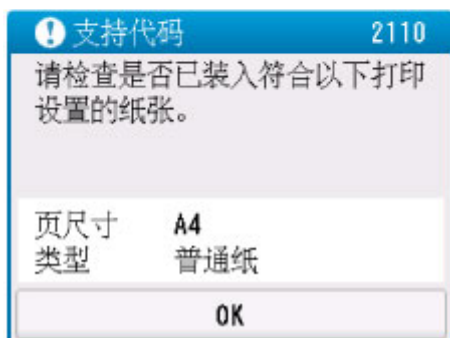 支持代码 2110
请检查是否已装入符合以下打印
设置的纸张。
页尺寸 A4
类型 普通纸
OK